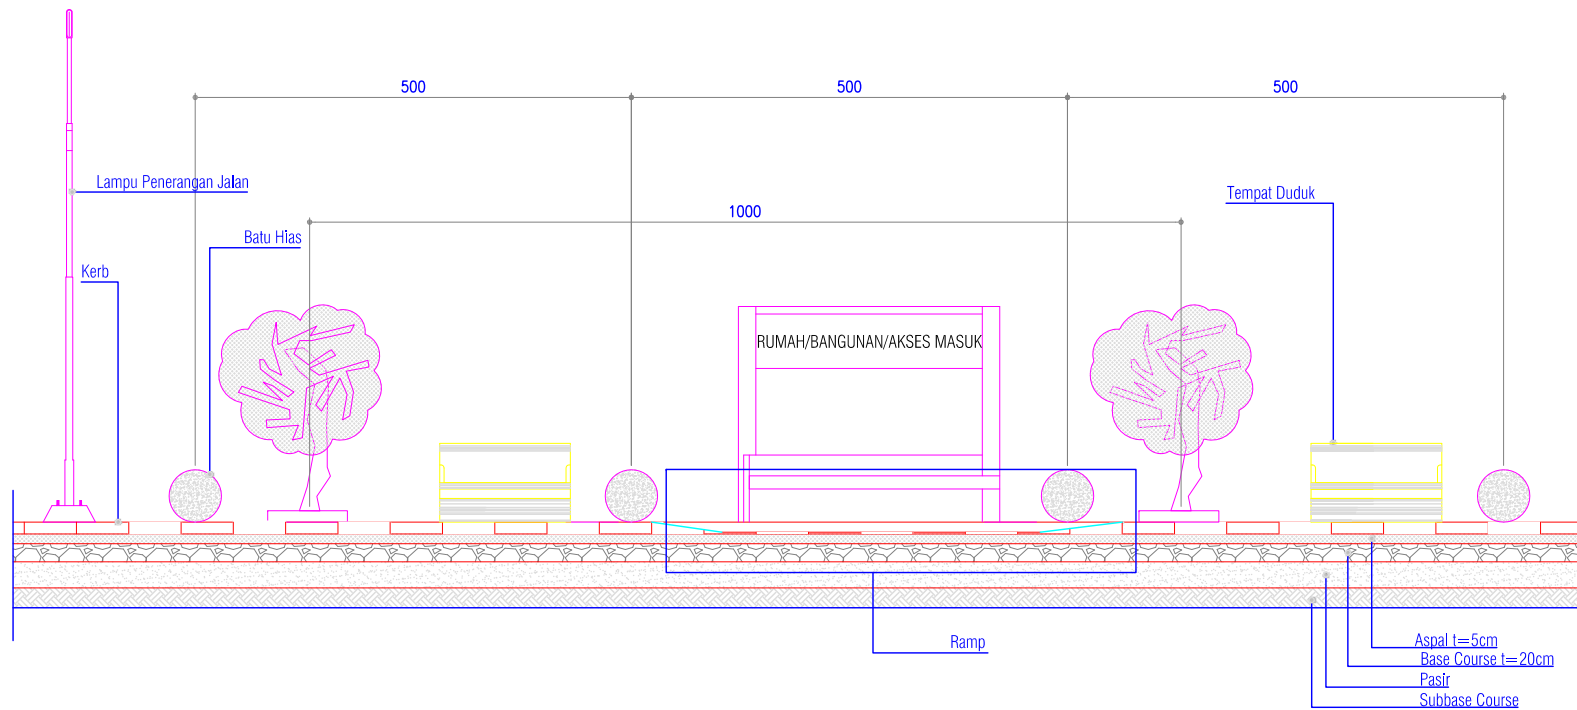 500
500
500
Lampu Penerangan Jalan
Tempat Duduk
1000
Batu Hias
Kerb
RUMAH/BANGUNAN/AKSES MASUK
Ramp
Aspal t=5cm
Base Course t=20cm
Pasir
Subbase Course